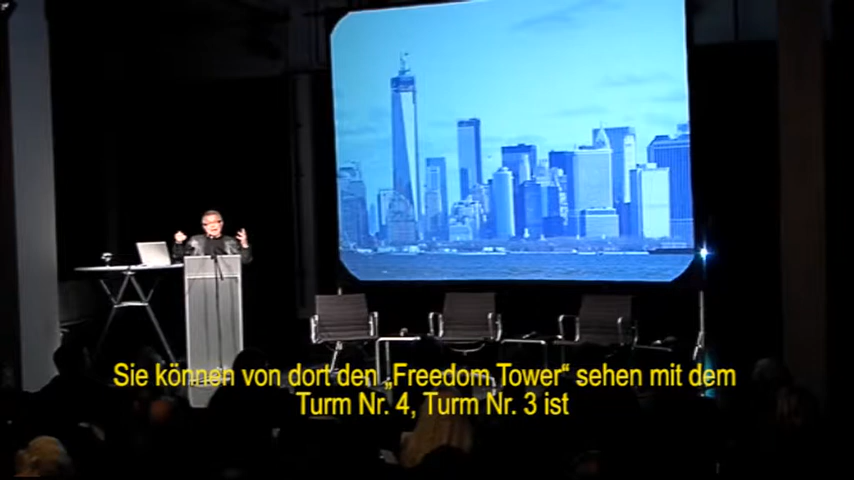 Sie können von dort den „Freedom Tower“ sehen mit dem
Turm Nr. 4, Turm Nr. 3 ist